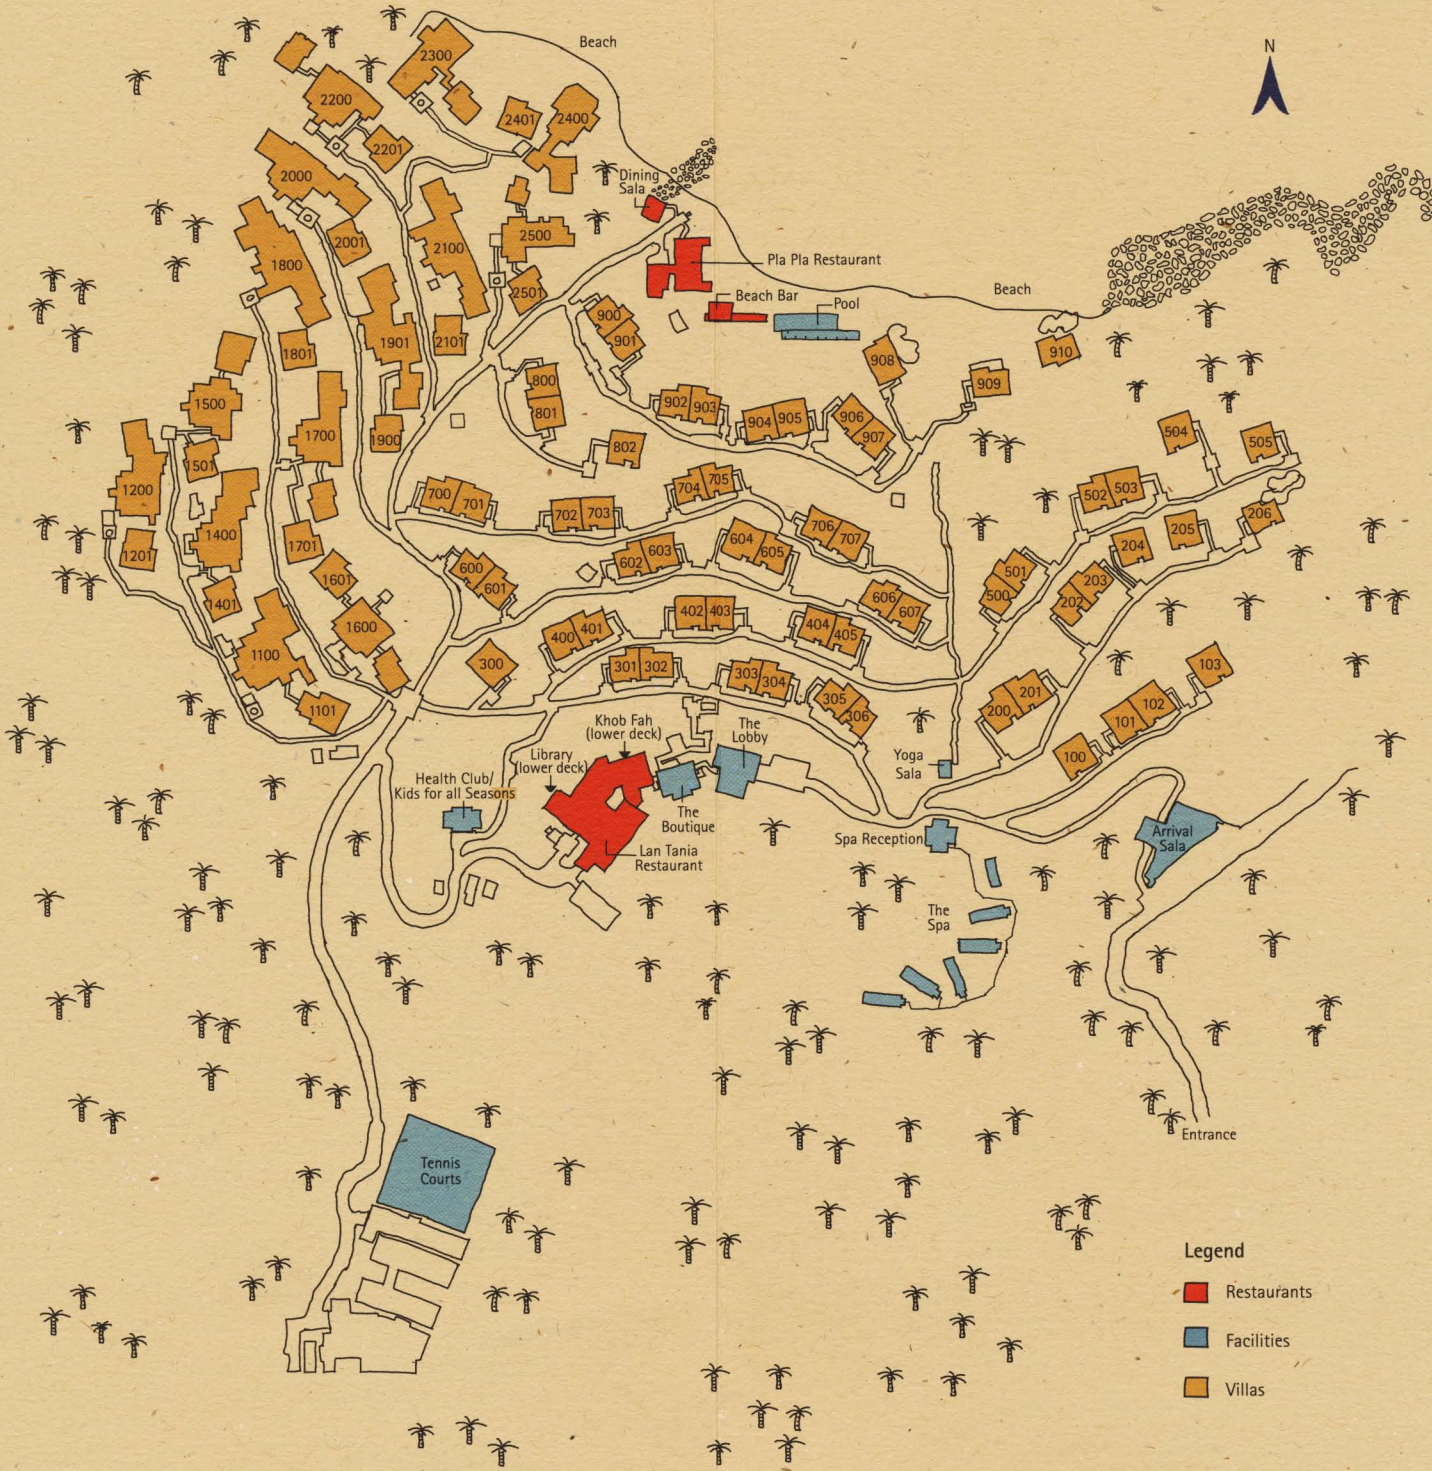 Beach
N
2300
2200
2401
2400
2201
2000
Dining
Sala
2001
2100
2500
1800
Pla Pla Restaurant
2501
Beach Bar
Pool
Beach
900
901
1801
1901
2101
908
910
909
800
801
902
903
904
905
906
907
1500
1700
1900
802
504
505
1501
1200
700
701
702
703
704
705
502
503
1400
1201
1701
706
707
206
205
204
604
605
602
603
600
601
501
500
203
202
1601
1401
606
607
1600
400
401
402
403
404
405
1100
300
301
302
303
304
103
1101
305
306
201
200
102
101
100
Khob Fah
(lower deck)
The
Lobby
Library
(lower deck)
Yoga
Sala
Health Club/
Kids for all Seasons
The
Boutique
Lan Tania
Restaurant
Spa Reception
Arrival
Sala
The
Spa
Entrance
Tennis
Courts
Legend
Restaurants
Facilities
Villas